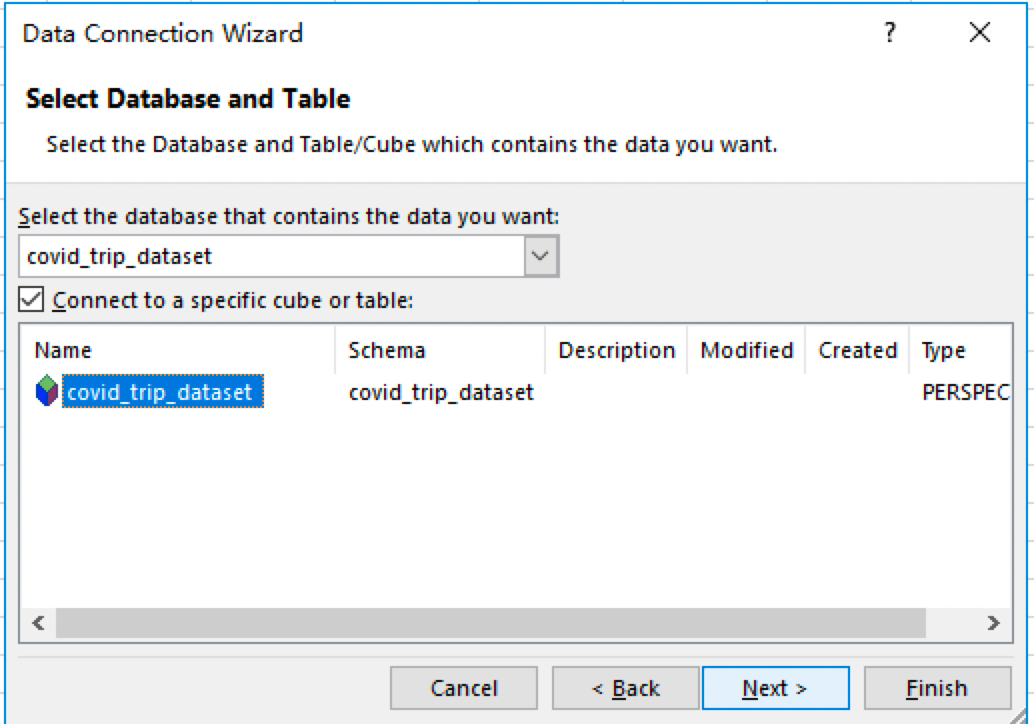 Data Connection Wizard ?
Select Database and Table
Select the Database and Table/Cube which contains the data you want.
Select the database that contains the data you want:
covid_trip_dataset
Connect to a specific cube or table:
Name Schema Description Modified Created Type
covid_trip_dataset covid_trip_dataset PERSPEC
Cancel < Back Next > Finish